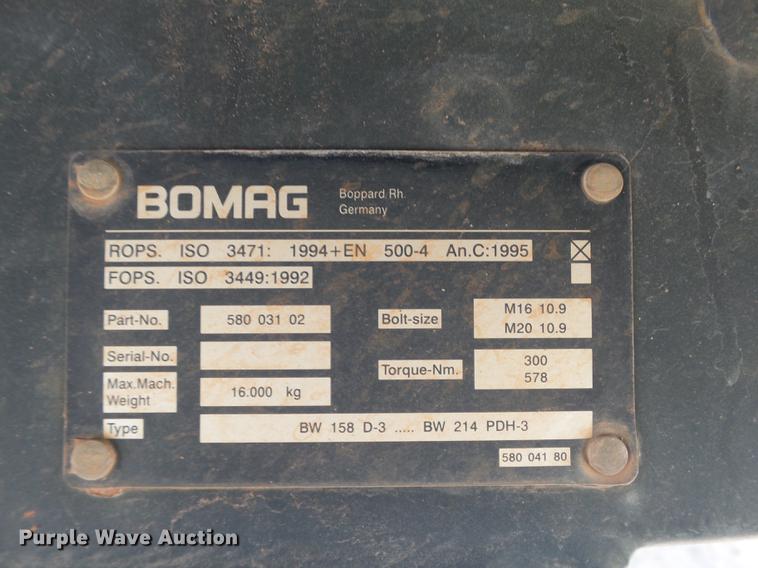 BOMAG
Boppard Rh.
Germany
ROPS. ISO 3471: 1994+EN 500-4 An.C:1995
FOPS. ISO 3449:1992
Part-No. 580 031 02
Bolt-size M16 10.9
M20 10.9
Serial-No.
Torque-Nm. 300
578
Max.Mach.
Weight 16.000 kg
Type BW 158 D-3 ..... BW 214 PDH-3
580 041 80
Purple Wave Auction